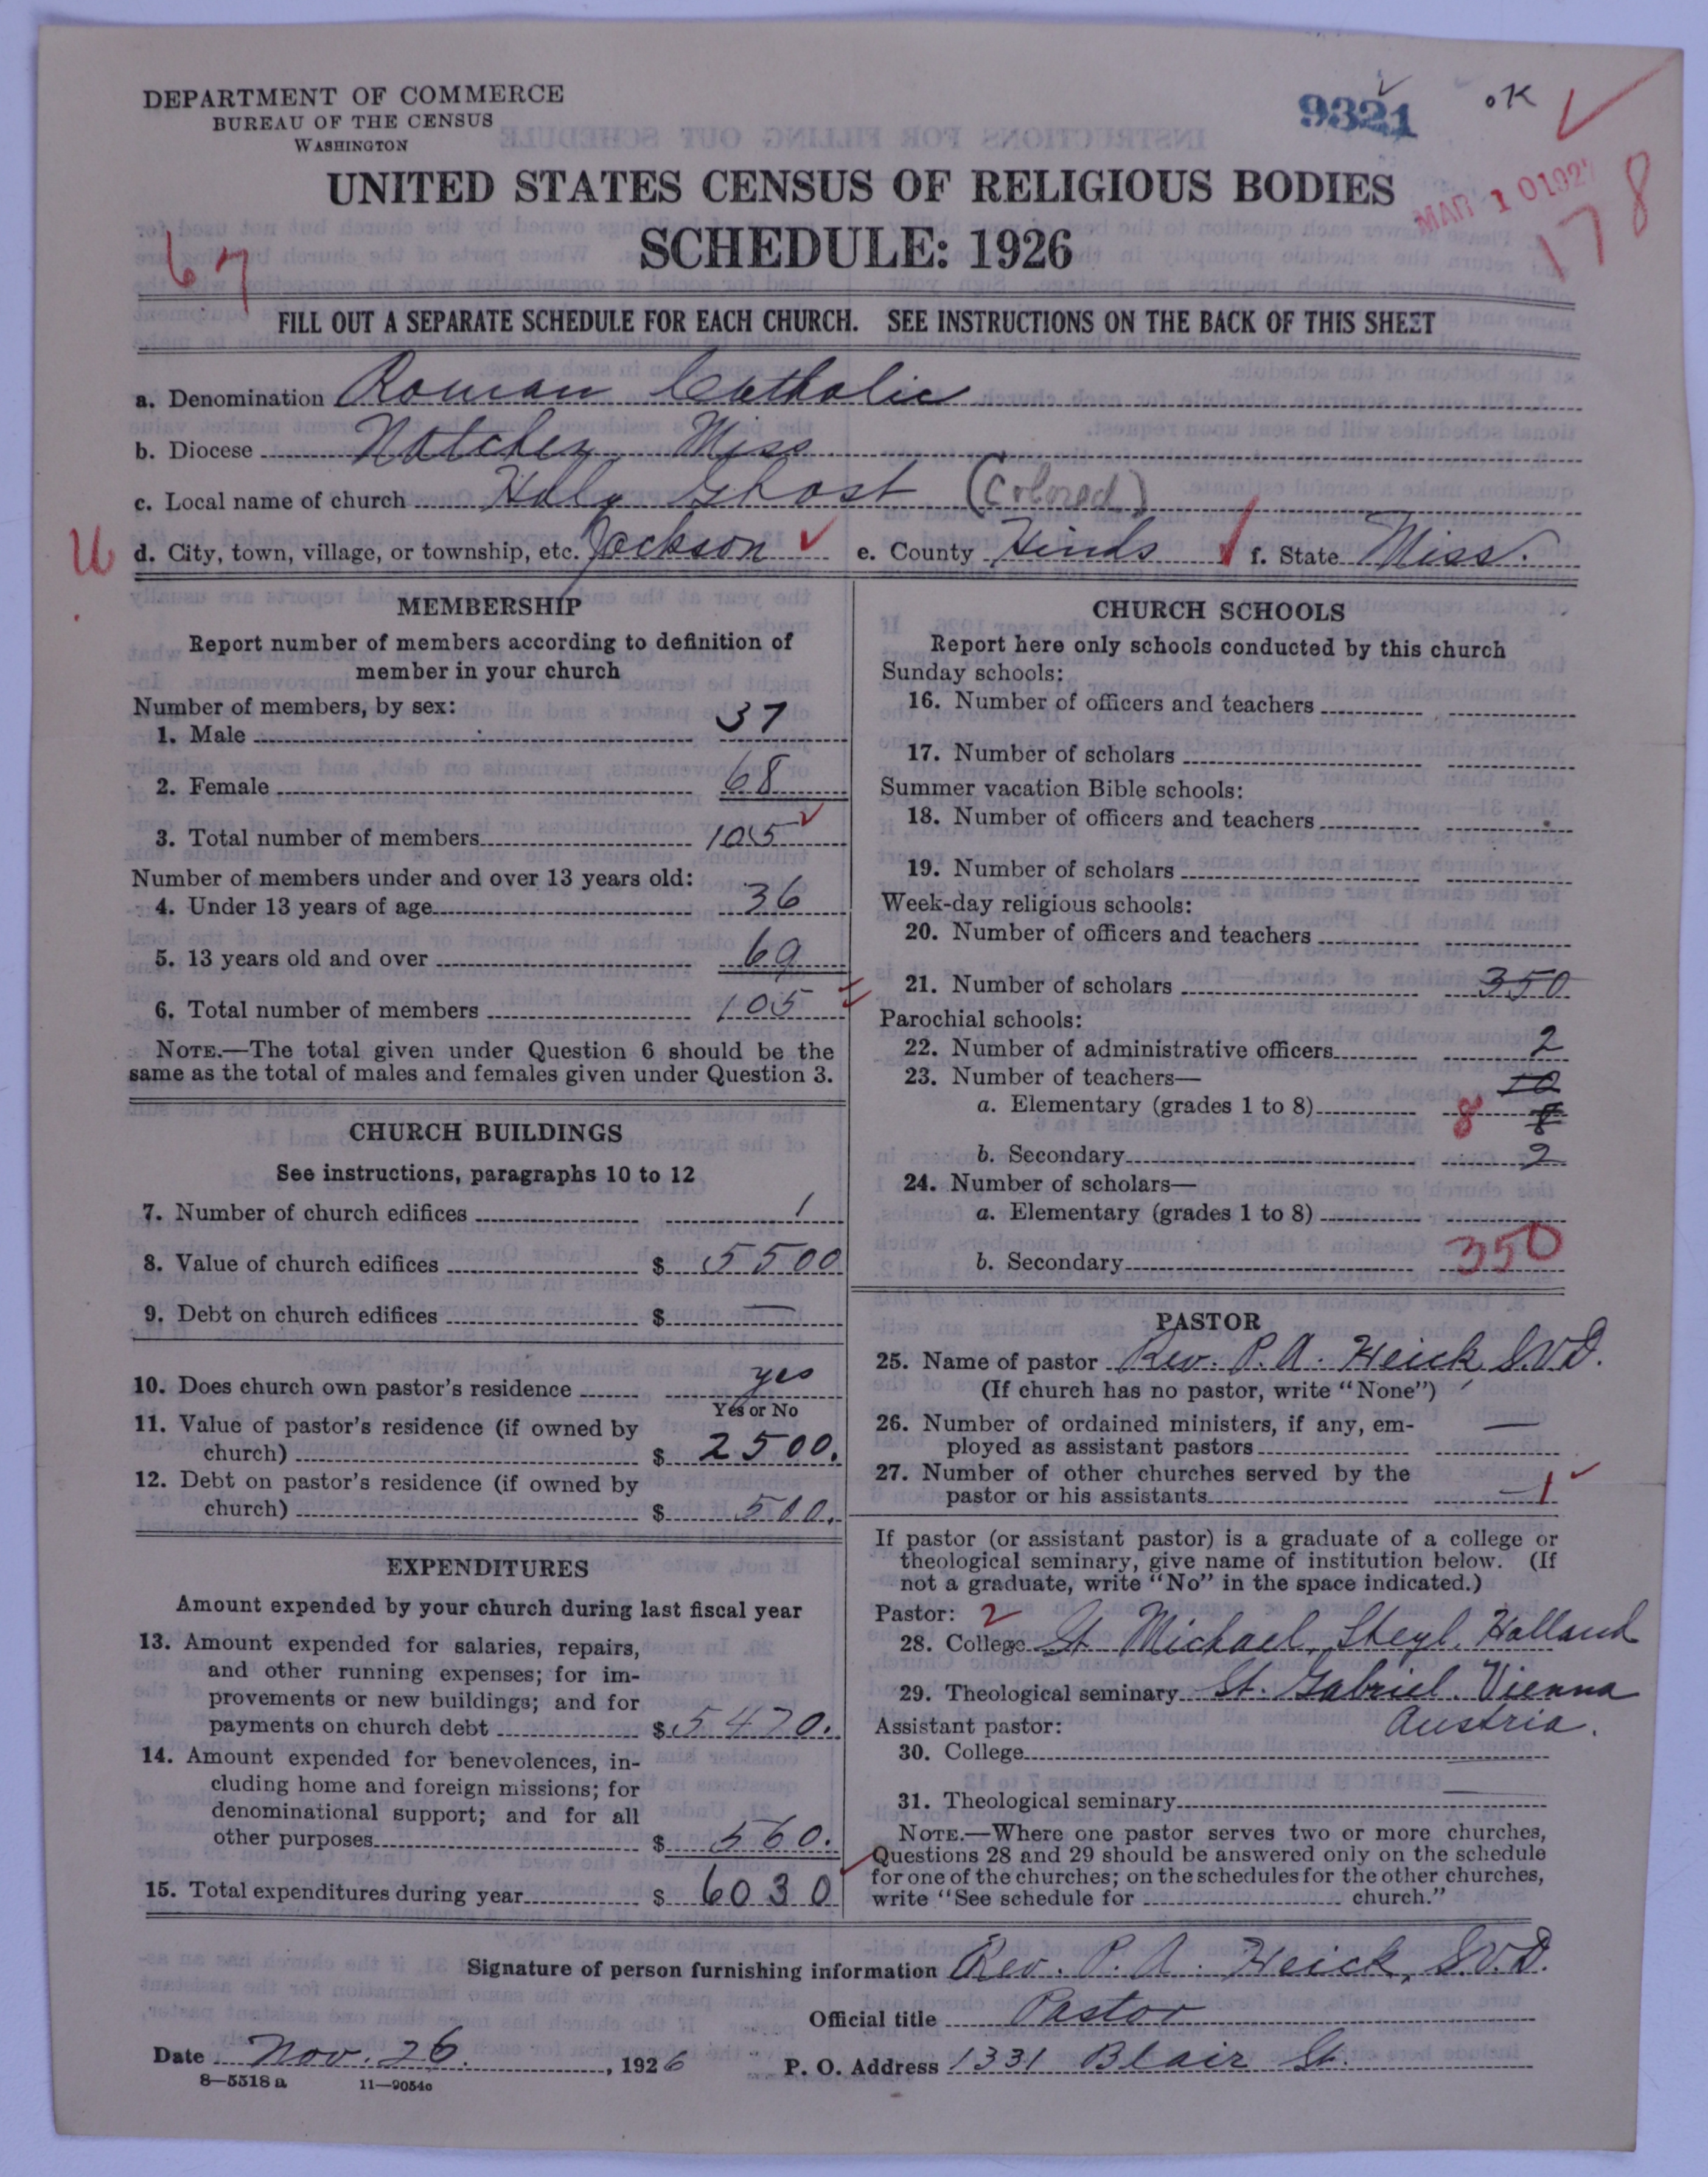 DEPARTMENT OF COMMERCE
BUREAU OF THE CENSUS
WASHINGTON
9321
OK
UNITED STATES CENSUS OF RELIGIOUS BODIES
MAR 10 1927
178
SCHEDULE: 1926
67
FILL OUT A SEPARATE SCHEDULE FOR EACH CHURCH. SEE INSTRUCTIONS ON THE BACK OF THIS SHEET
a. Denomination Roman Catholic
b. Diocese Natchez, Miss
c. Local name of church Holy Ghost (Colored)
d. City, town, village, or township, etc. Jackson e. County Hinds f. State Miss.
MEMBERSHIP
Report number of members according to definition of
member in your church
Number of members, by sex:
1. Male 37
2. Female 68
3. Total number of members 105
Number of members under and over 13 years old:
4. Under 13 years of age 36
5. 13 years old and over 69
6. Total number of members 105
NOTE.—The total given under Question 6 should be the
same as the total of males and females given under Question 3.
CHURCH BUILDINGS
See instructions, paragraphs 10 to 12
7. Number of church edifices 1
8. Value of church edifices $ 5500
9. Debt on church edifices $ —
10. Does church own pastor's residence yes
Yes or No
11. Value of pastor's residence (if owned by
church) $ 2500.
12. Debt on pastor's residence (if owned by
church) $ 500.
EXPENDITURES
Amount expended by your church during last fiscal year
13. Amount expended for salaries, repairs,
and other running expenses; for im-
provements or new buildings; and for
payments on church debt $ 5470.
14. Amount expended for benevolences, in-
cluding home and foreign missions; for
denominational support; and for all
other purposes $ 560.
15. Total expenditures during year $ 6030
CHURCH SCHOOLS
Report here only schools conducted by this church
Sunday schools:
16. Number of officers and teachers
17. Number of scholars
Summer vacation Bible schools:
18. Number of officers and teachers
19. Number of scholars
Week-day religious schools:
20. Number of officers and teachers
21. Number of scholars 350
Parochial schools:
22. Number of administrative officers 2
23. Number of teachers— 10
a. Elementary (grades 1 to 8) 8 8
b. Secondary 2
24. Number of scholars—
a. Elementary (grades 1 to 8)
b. Secondary 350
PASTOR
25. Name of pastor Rev. P. A. Heick, S.V.D.
(If church has no pastor, write "None")
26. Number of ordained ministers, if any, em-
ployed as assistant pastors —
27. Number of other churches served by the
pastor or his assistants 1
If pastor (or assistant pastor) is a graduate of a college or
theological seminary, give name of institution below. (If
not a graduate, write "No" in the space indicated.)
Pastor: 2
28. College St. Michael, Steyl, Holland
29. Theological seminary St. Gabriel. Vienna
Austria.
Assistant pastor:
30. College —
31. Theological seminary —
NOTE.—Where one pastor serves two or more churches,
Questions 28 and 29 should be answered only on the schedule
for one of the churches; on the schedules for the other churches,
write "See schedule for church."
Signature of person furnishing information Rev. P. A. Heick, S.V.D.
Official title Pastor
Date Nov. 26., 1926 P. O. Address 1331 Blair St.
8—5518 a 11—9054c